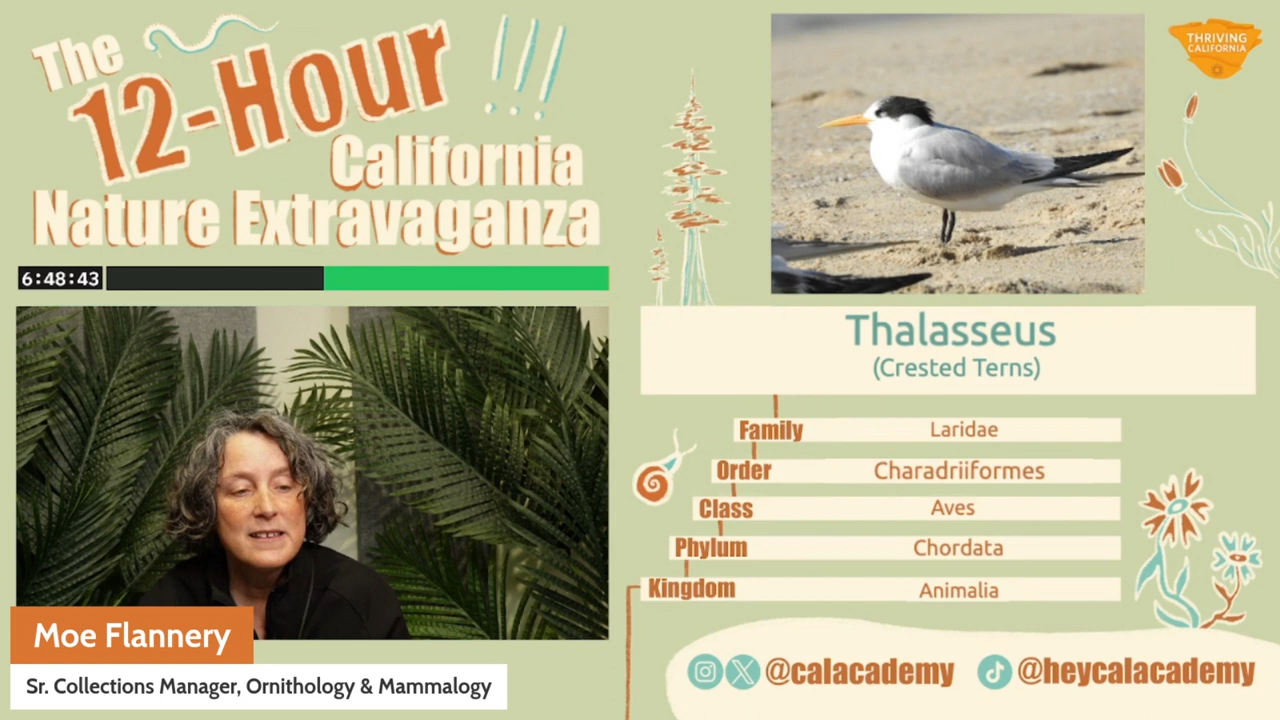 The
12-Hour!!!
California
Nature Extravaganza
6:48:43
THRIVING
CALIFORNIA
Thalasseus
(Crested Terns)
Family Laridae
Order Charadriiformes
Class Aves
Phylum Chordata
Kingdom Animalia
Moe Flannery
Sr. Collections Manager, Ornithology & Mammalogy
@calacademy @heycalacademy